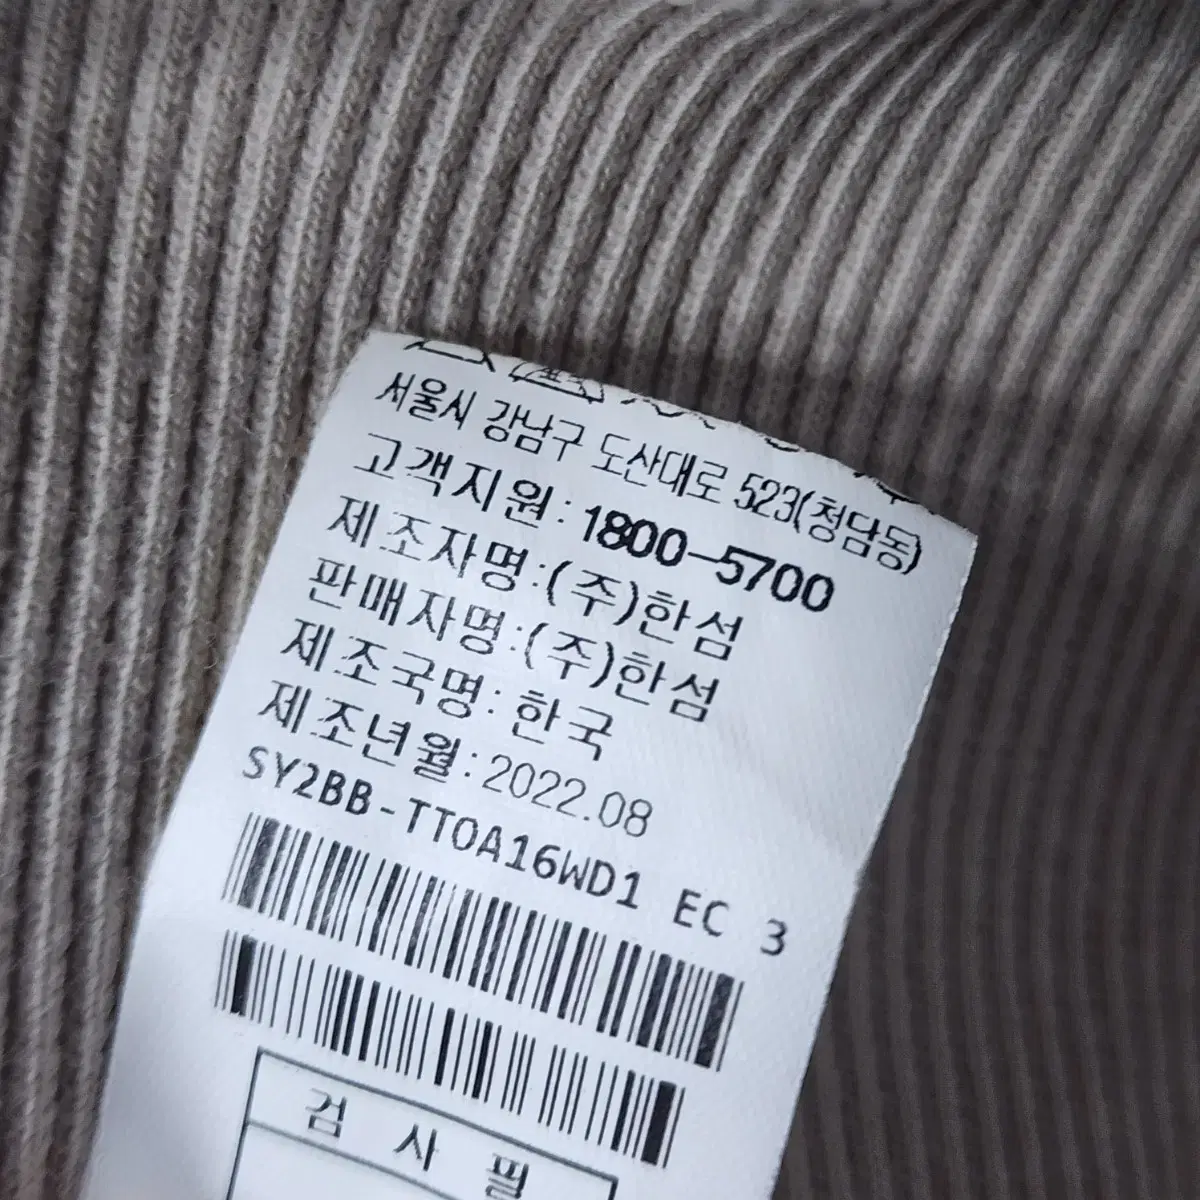 서울시 강남구 도산대로 523(청담동)
고객지원 : 1800-5700
제조자명 : (주)한섬
판매자명 : (주)한섬
제조국명 : 한국
제조년월 : 2022.08
SY2BB-TTOA16WD1 EC 3
검 사 필